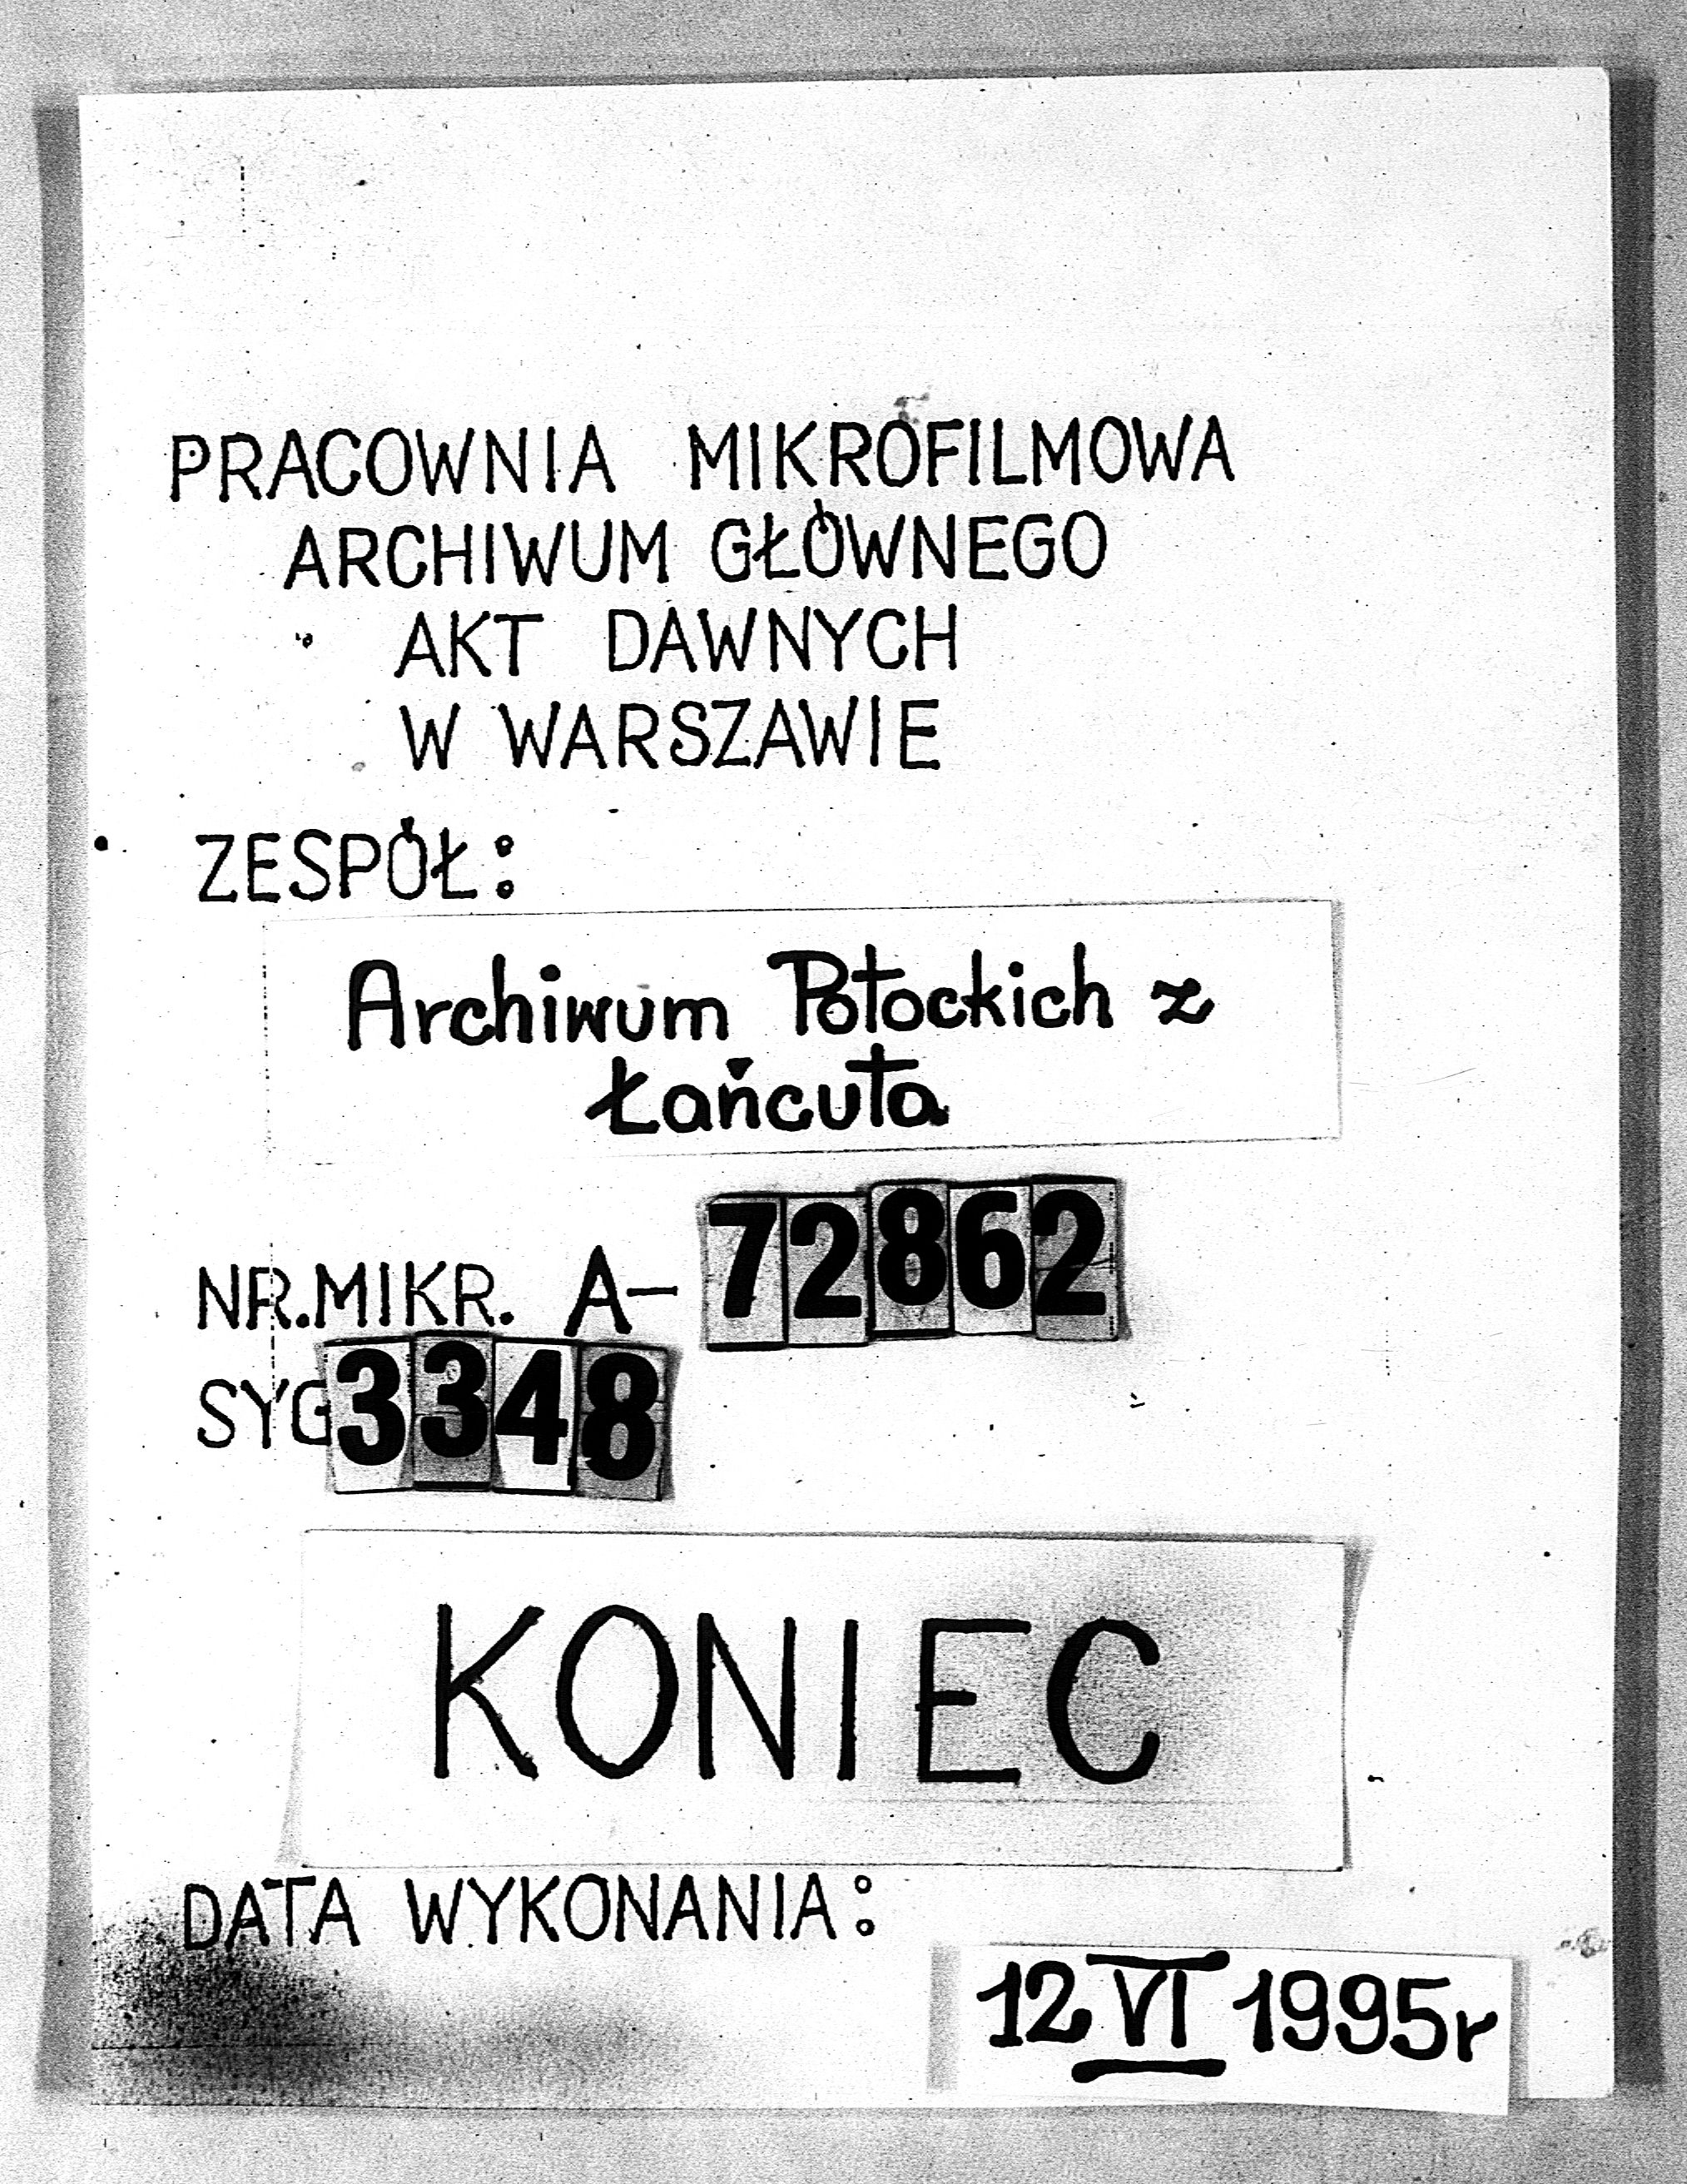 PRACOWNIA MIKROFILMOWA
ARCHIWUM GŁÓWNEGO
AKT DAWNYCH
W WARSZAWIE
ZESPÓŁ:
Archiwum Potockich z
Łańcuta
NR.MIKR. A- 72862
SYG 3348
KONIEC
DATA WYKONANIA:
12 VI 1995r